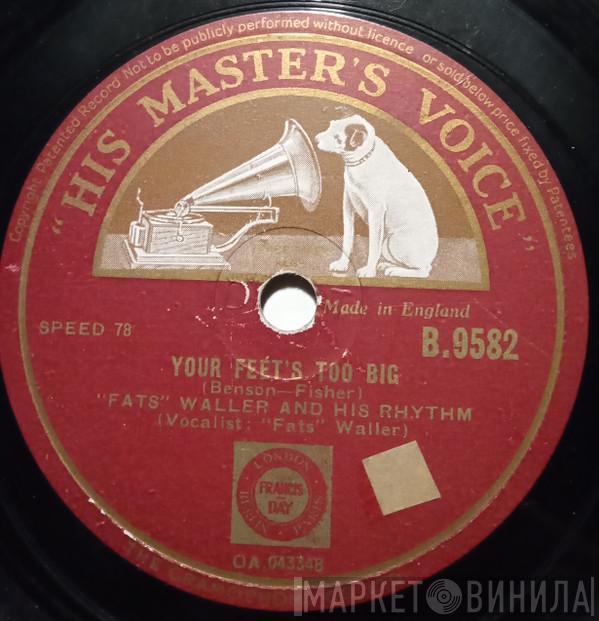 Copyright. Patented Record Not to be publicly performed without licence or sold below price fixed by Patentees
"HIS MASTER'S VOICE"
Made in England
SPEED 78
B.9582
YOUR FEET'S TOO BIG
(Benson—Fisher)
"FATS" WALLER AND HIS RHYTHM
(Vocalist: "Fats" Waller)
LONDON
FRANCIS
DAY
BERLIN
PARIS
OA.043348
THE GRAMOPHO
МАРКЕТ ВИНИЛА